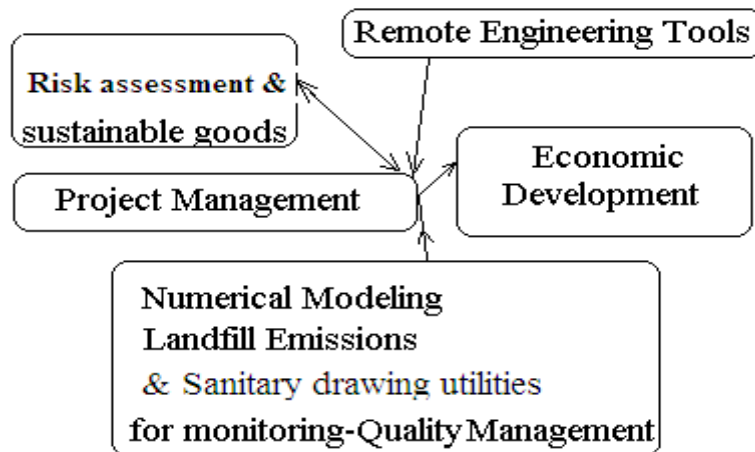 Remote Engineering Tools
Risk assessment &
sustainable goods
Economic
Development
Project Management
Numerical Modeling
Landfill Emissions
& Sanitary drawing utilities
for monitoring-Quality Management